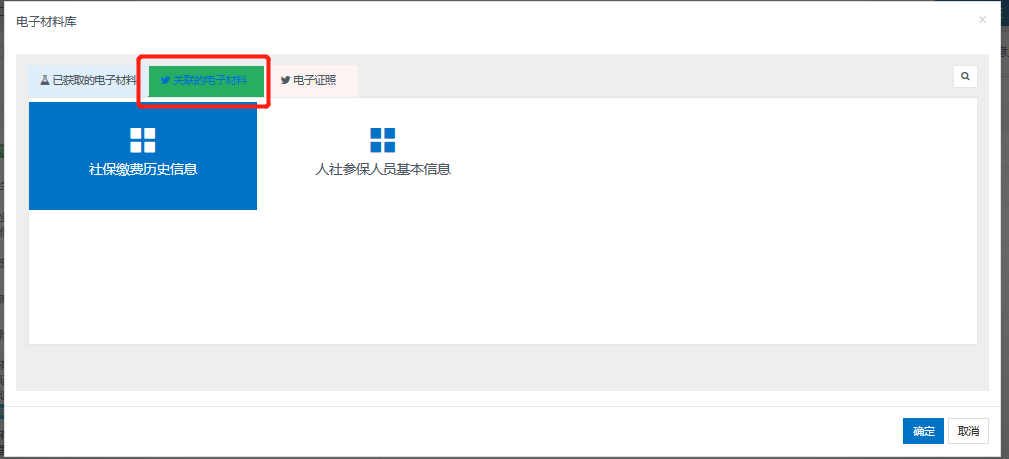 电子材料库
已获取的电子材料
关联的电子材料
电子证照
社保缴费历史信息
人社参保人员基本信息
确定
取消